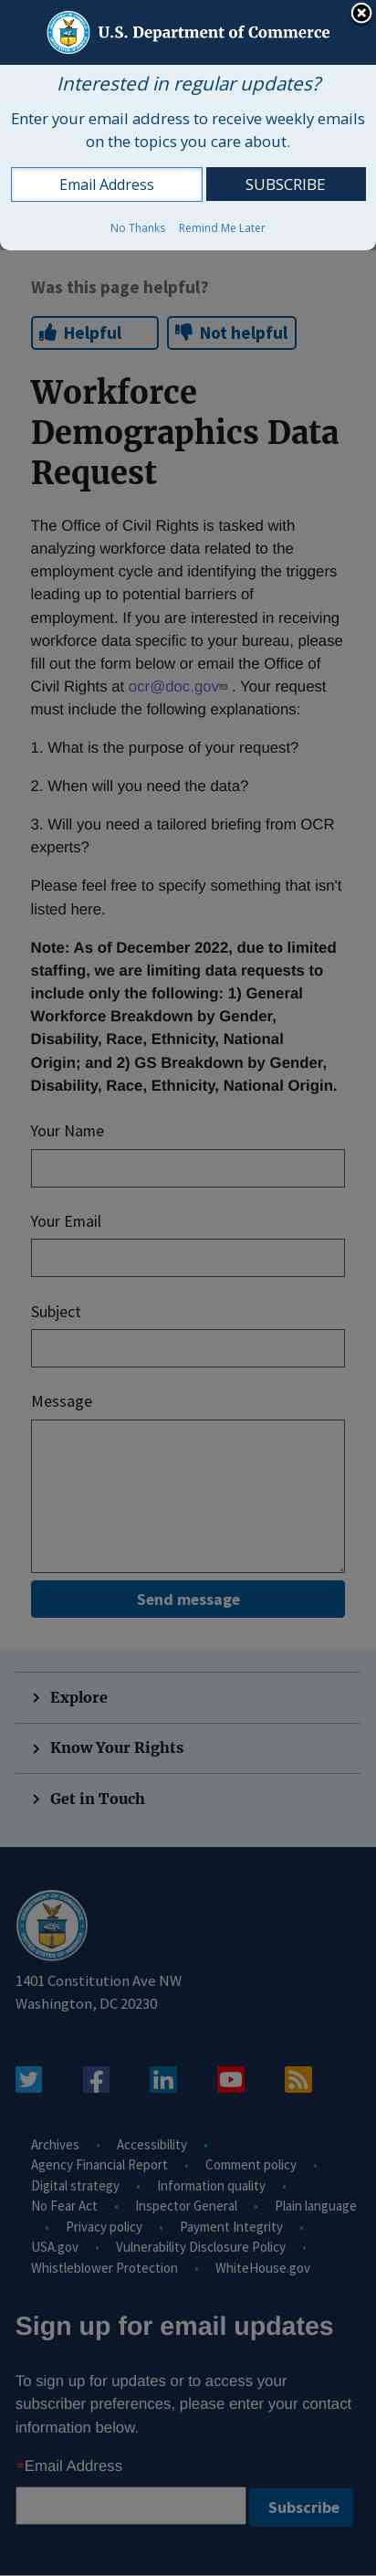 U.S. Department of Commerce
Interested in regular updates?
Enter your email address to receive weekly emails
on the topics you care about.
Email Address
SUBSCRIBE
No Thanks
Remind Me Later
Was this page helpful?
Helpful
Not helpful
Workforce
Demographics Data
Request
The Office of Civil Rights is tasked with
analyzing workforce data related to the
employment cycle and identifying the triggers
leading up to potential barriers of
employment. If you are interested in receiving
workforce data specific to your bureau, please
fill out the form below or email the Office of
Civil Rights at ocr@doc.gov . Your request
must include the following explanations:
1. What is the purpose of your request?
2. When will you need the data?
3. Will you need a tailored briefing from OCR
experts?
Please feel free to specify something that isn't
listed here.
Note: As of December 2022, due to limited
staffing, we are limiting data requests to
include only the following: 1) General
Workforce Breakdown by Gender,
Disability, Race, Ethnicity, National
Origin; and 2) GS Breakdown by Gender,
Disability, Race, Ethnicity, National Origin.
Your Name
Your Email
Subject
Message
Send message
Explore
Know Your Rights
Get in Touch
1401 Constitution Ave NW
Washington, DC 20230
Archives • Accessibility •
Agency Financial Report • Comment policy •
Digital strategy • Information quality •
No Fear Act • Inspector General • Plain language
• Privacy policy • Payment Integrity •
USA.gov • Vulnerability Disclosure Policy •
Whistleblower Protection • WhiteHouse.gov
Sign up for email updates
To sign up for updates or to access your
subscriber preferences, please enter your contact
information below.
*Email Address
Subscribe